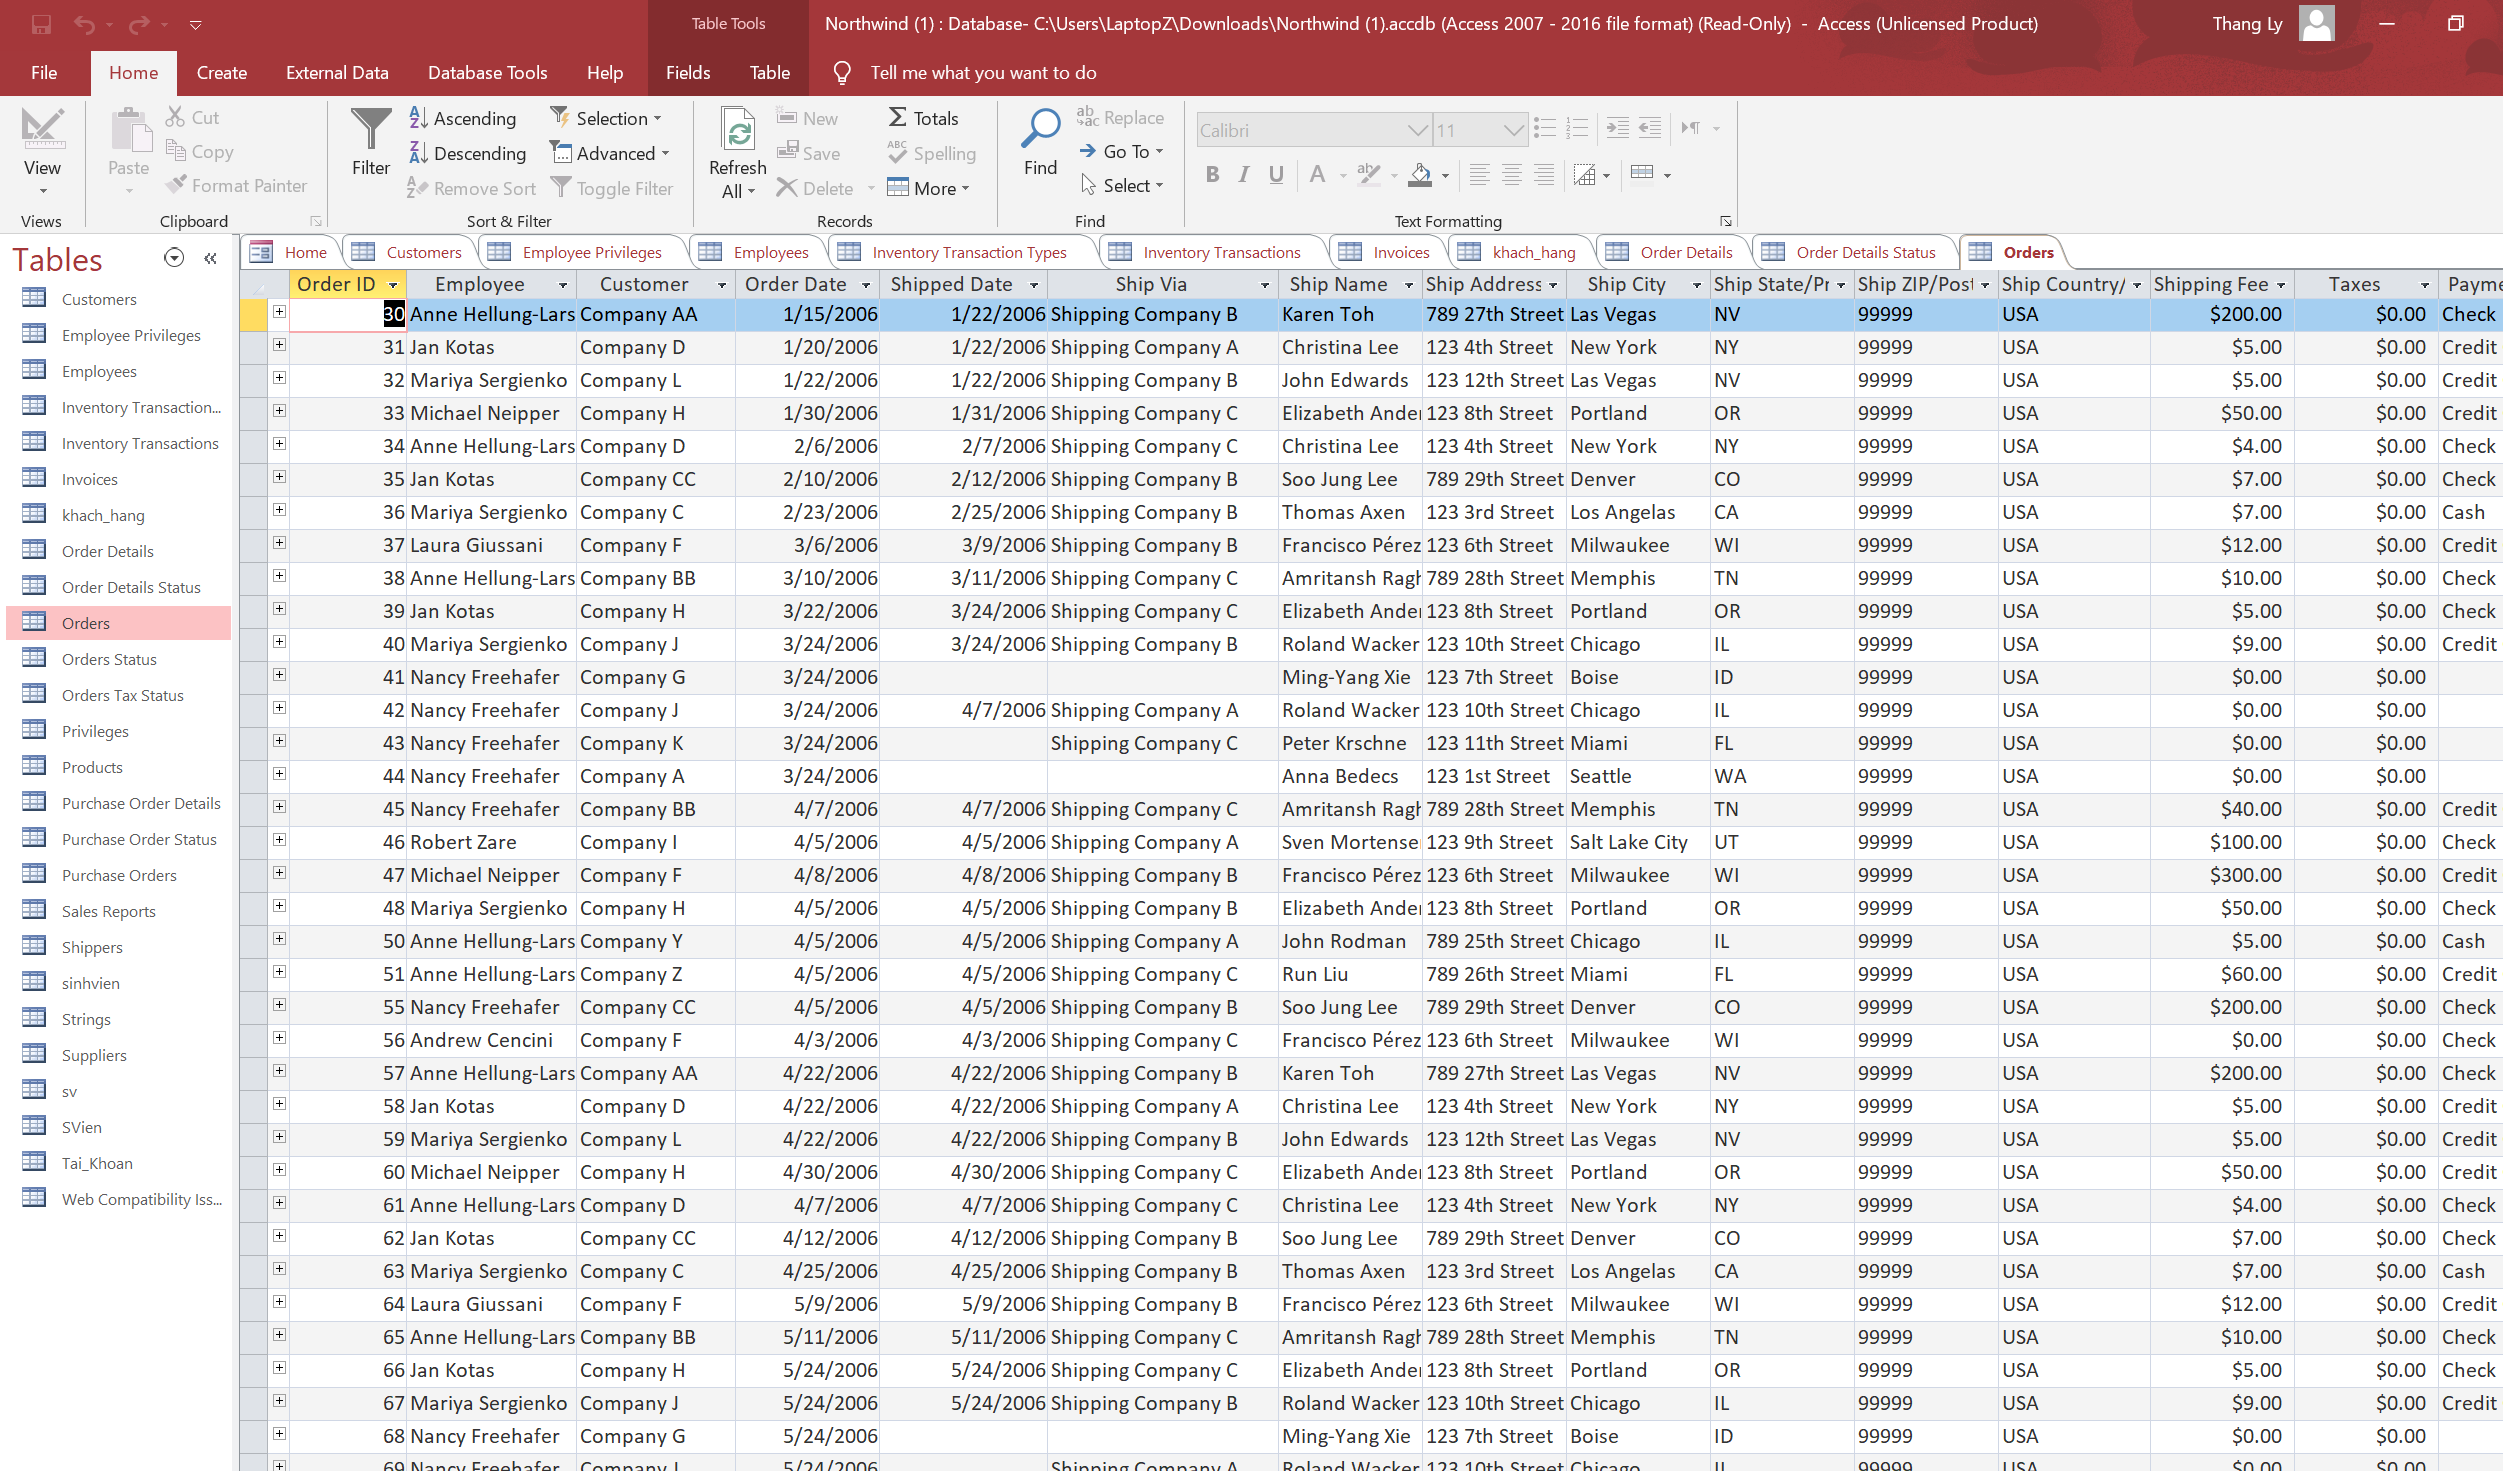 Table Tools
Northwind (1) : Database- C:\Users\LaptopZ\Downloads\Northwind (1).accdb (Access 2007 - 2016 file format) (Read-Only) - Access (Unlicensed Product)
Thang Ly
File Home Create External Data Database Tools Help Fields Table Tell me what you want to do
View
Paste
Cut
Copy
Format Painter
Filter
Ascending
Descending
Remove Sort
Selection
Advanced
Toggle Filter
Refresh All
New
Save
Delete
Totals
Spelling
More
Find
Replace
Go To
Select
Calibri 11
B I U A
Views Clipboard Sort & Filter Records Find Text Formatting
Tables
Customers
Employee Privileges
Employees
Inventory Transaction...
Inventory Transactions
Invoices
khach_hang
Order Details
Order Details Status
Orders
Orders Status
Orders Tax Status
Privileges
Products
Purchase Order Details
Purchase Order Status
Purchase Orders
Sales Reports
Shippers
sinhvien
Strings
Suppliers
sv
SVien
Tai_Khoan
Web Compatibility Iss...
Home Customers Employee Privileges Employees Inventory Transaction Types Inventory Transactions Invoices khach_hang Order Details Order Details Status Orders
Order ID Employee Customer Order Date Shipped Date Ship Via Ship Name Ship Address Ship City Ship State/Pr Ship ZIP/Post Ship Country/ Shipping Fee Taxes Payme
30 Anne Hellung-Lars Company AA 1/15/2006 1/22/2006 Shipping Company B Karen Toh 789 27th Street Las Vegas NV 99999 USA $200.00 $0.00 Check
31 Jan Kotas Company D 1/20/2006 1/22/2006 Shipping Company A Christina Lee 123 4th Street New York NY 99999 USA $5.00 $0.00 Credit
32 Mariya Sergienko Company L 1/22/2006 1/22/2006 Shipping Company B John Edwards 123 12th Street Las Vegas NV 99999 USA $5.00 $0.00 Credit
33 Michael Neipper Company H 1/30/2006 1/31/2006 Shipping Company C Elizabeth Ander 123 8th Street Portland OR 99999 USA $50.00 $0.00 Credit
34 Anne Hellung-Lars Company D 2/6/2006 2/7/2006 Shipping Company C Christina Lee 123 4th Street New York NY 99999 USA $4.00 $0.00 Check
35 Jan Kotas Company CC 2/10/2006 2/12/2006 Shipping Company B Soo Jung Lee 789 29th Street Denver CO 99999 USA $7.00 $0.00 Check
36 Mariya Sergienko Company C 2/23/2006 2/25/2006 Shipping Company B Thomas Axen 123 3rd Street Los Angelas CA 99999 USA $7.00 $0.00 Cash
37 Laura Giussani Company F 3/6/2006 3/9/2006 Shipping Company B Francisco Pérez 123 6th Street Milwaukee WI 99999 USA $12.00 $0.00 Credit
38 Anne Hellung-Lars Company BB 3/10/2006 3/11/2006 Shipping Company C Amritansh Ragh 789 28th Street Memphis TN 99999 USA $10.00 $0.00 Check
39 Jan Kotas Company H 3/22/2006 3/24/2006 Shipping Company C Elizabeth Ander 123 8th Street Portland OR 99999 USA $5.00 $0.00 Check
40 Mariya Sergienko Company J 3/24/2006 3/24/2006 Shipping Company B Roland Wacker 123 10th Street Chicago IL 99999 USA $9.00 $0.00 Credit
41 Nancy Freehafer Company G 3/24/2006 Ming-Yang Xie 123 7th Street Boise ID 99999 USA $0.00 $0.00
42 Nancy Freehafer Company J 3/24/2006 4/7/2006 Shipping Company A Roland Wacker 123 10th Street Chicago IL 99999 USA $0.00 $0.00
43 Nancy Freehafer Company K 3/24/2006 Shipping Company C Peter Krschne 123 11th Street Miami FL 99999 USA $0.00 $0.00
44 Nancy Freehafer Company A 3/24/2006 Anna Bedecs 123 1st Street Seattle WA 99999 USA $0.00 $0.00
45 Nancy Freehafer Company BB 4/7/2006 4/7/2006 Shipping Company C Amritansh Ragh 789 28th Street Memphis TN 99999 USA $40.00 $0.00 Credit
46 Robert Zare Company I 4/5/2006 4/5/2006 Shipping Company A Sven Mortense 123 9th Street Salt Lake City UT 99999 USA $100.00 $0.00 Check
47 Michael Neipper Company F 4/8/2006 4/8/2006 Shipping Company B Francisco Pérez 123 6th Street Milwaukee WI 99999 USA $300.00 $0.00 Credit
48 Mariya Sergienko Company H 4/5/2006 4/5/2006 Shipping Company B Elizabeth Ander 123 8th Street Portland OR 99999 USA $50.00 $0.00 Check
50 Anne Hellung-Lars Company Y 4/5/2006 4/5/2006 Shipping Company A John Rodman 789 25th Street Chicago IL 99999 USA $5.00 $0.00 Cash
51 Anne Hellung-Lars Company Z 4/5/2006 4/5/2006 Shipping Company C Run Liu 789 26th Street Miami FL 99999 USA $60.00 $0.00 Credit
55 Nancy Freehafer Company CC 4/5/2006 4/5/2006 Shipping Company B Soo Jung Lee 789 29th Street Denver CO 99999 USA $200.00 $0.00 Check
56 Andrew Cencini Company F 4/3/2006 4/3/2006 Shipping Company C Francisco Pérez 123 6th Street Milwaukee WI 99999 USA $0.00 $0.00 Check
57 Anne Hellung-Lars Company AA 4/22/2006 4/22/2006 Shipping Company B Karen Toh 789 27th Street Las Vegas NV 99999 USA $200.00 $0.00 Check
58 Jan Kotas Company D 4/22/2006 4/22/2006 Shipping Company A Christina Lee 123 4th Street New York NY 99999 USA $5.00 $0.00 Credit
59 Mariya Sergienko Company L 4/22/2006 4/22/2006 Shipping Company B John Edwards 123 12th Street Las Vegas NV 99999 USA $5.00 $0.00 Credit
60 Michael Neipper Company H 4/30/2006 4/30/2006 Shipping Company C Elizabeth Ander 123 8th Street Portland OR 99999 USA $50.00 $0.00 Credit
61 Anne Hellung-Lars Company D 4/7/2006 4/7/2006 Shipping Company C Christina Lee 123 4th Street New York NY 99999 USA $4.00 $0.00 Check
62 Jan Kotas Company CC 4/12/2006 4/12/2006 Shipping Company B Soo Jung Lee 789 29th Street Denver CO 99999 USA $7.00 $0.00 Check
63 Mariya Sergienko Company C 4/25/2006 4/25/2006 Shipping Company B Thomas Axen 123 3rd Street Los Angelas CA 99999 USA $7.00 $0.00 Cash
64 Laura Giussani Company F 5/9/2006 5/9/2006 Shipping Company B Francisco Pérez 123 6th Street Milwaukee WI 99999 USA $12.00 $0.00 Credit
65 Anne Hellung-Lars Company BB 5/11/2006 5/11/2006 Shipping Company C Amritansh Ragh 789 28th Street Memphis TN 99999 USA $10.00 $0.00 Check
66 Jan Kotas Company H 5/24/2006 5/24/2006 Shipping Company C Elizabeth Ander 123 8th Street Portland OR 99999 USA $5.00 $0.00 Check
67 Mariya Sergienko Company J 5/24/2006 5/24/2006 Shipping Company B Roland Wacker 123 10th Street Chicago IL 99999 USA $9.00 $0.00 Credit
68 Nancy Freehafer Company G 5/24/2006 Ming-Yang Xie 123 7th Street Boise ID 99999 USA $0.00 $0.00
69 Nancy Freehafer Company J 5/24/2006 Shipping Company A Roland Wacker 123 10th Street Chicago IL 99999 USA $0.00 $0.00